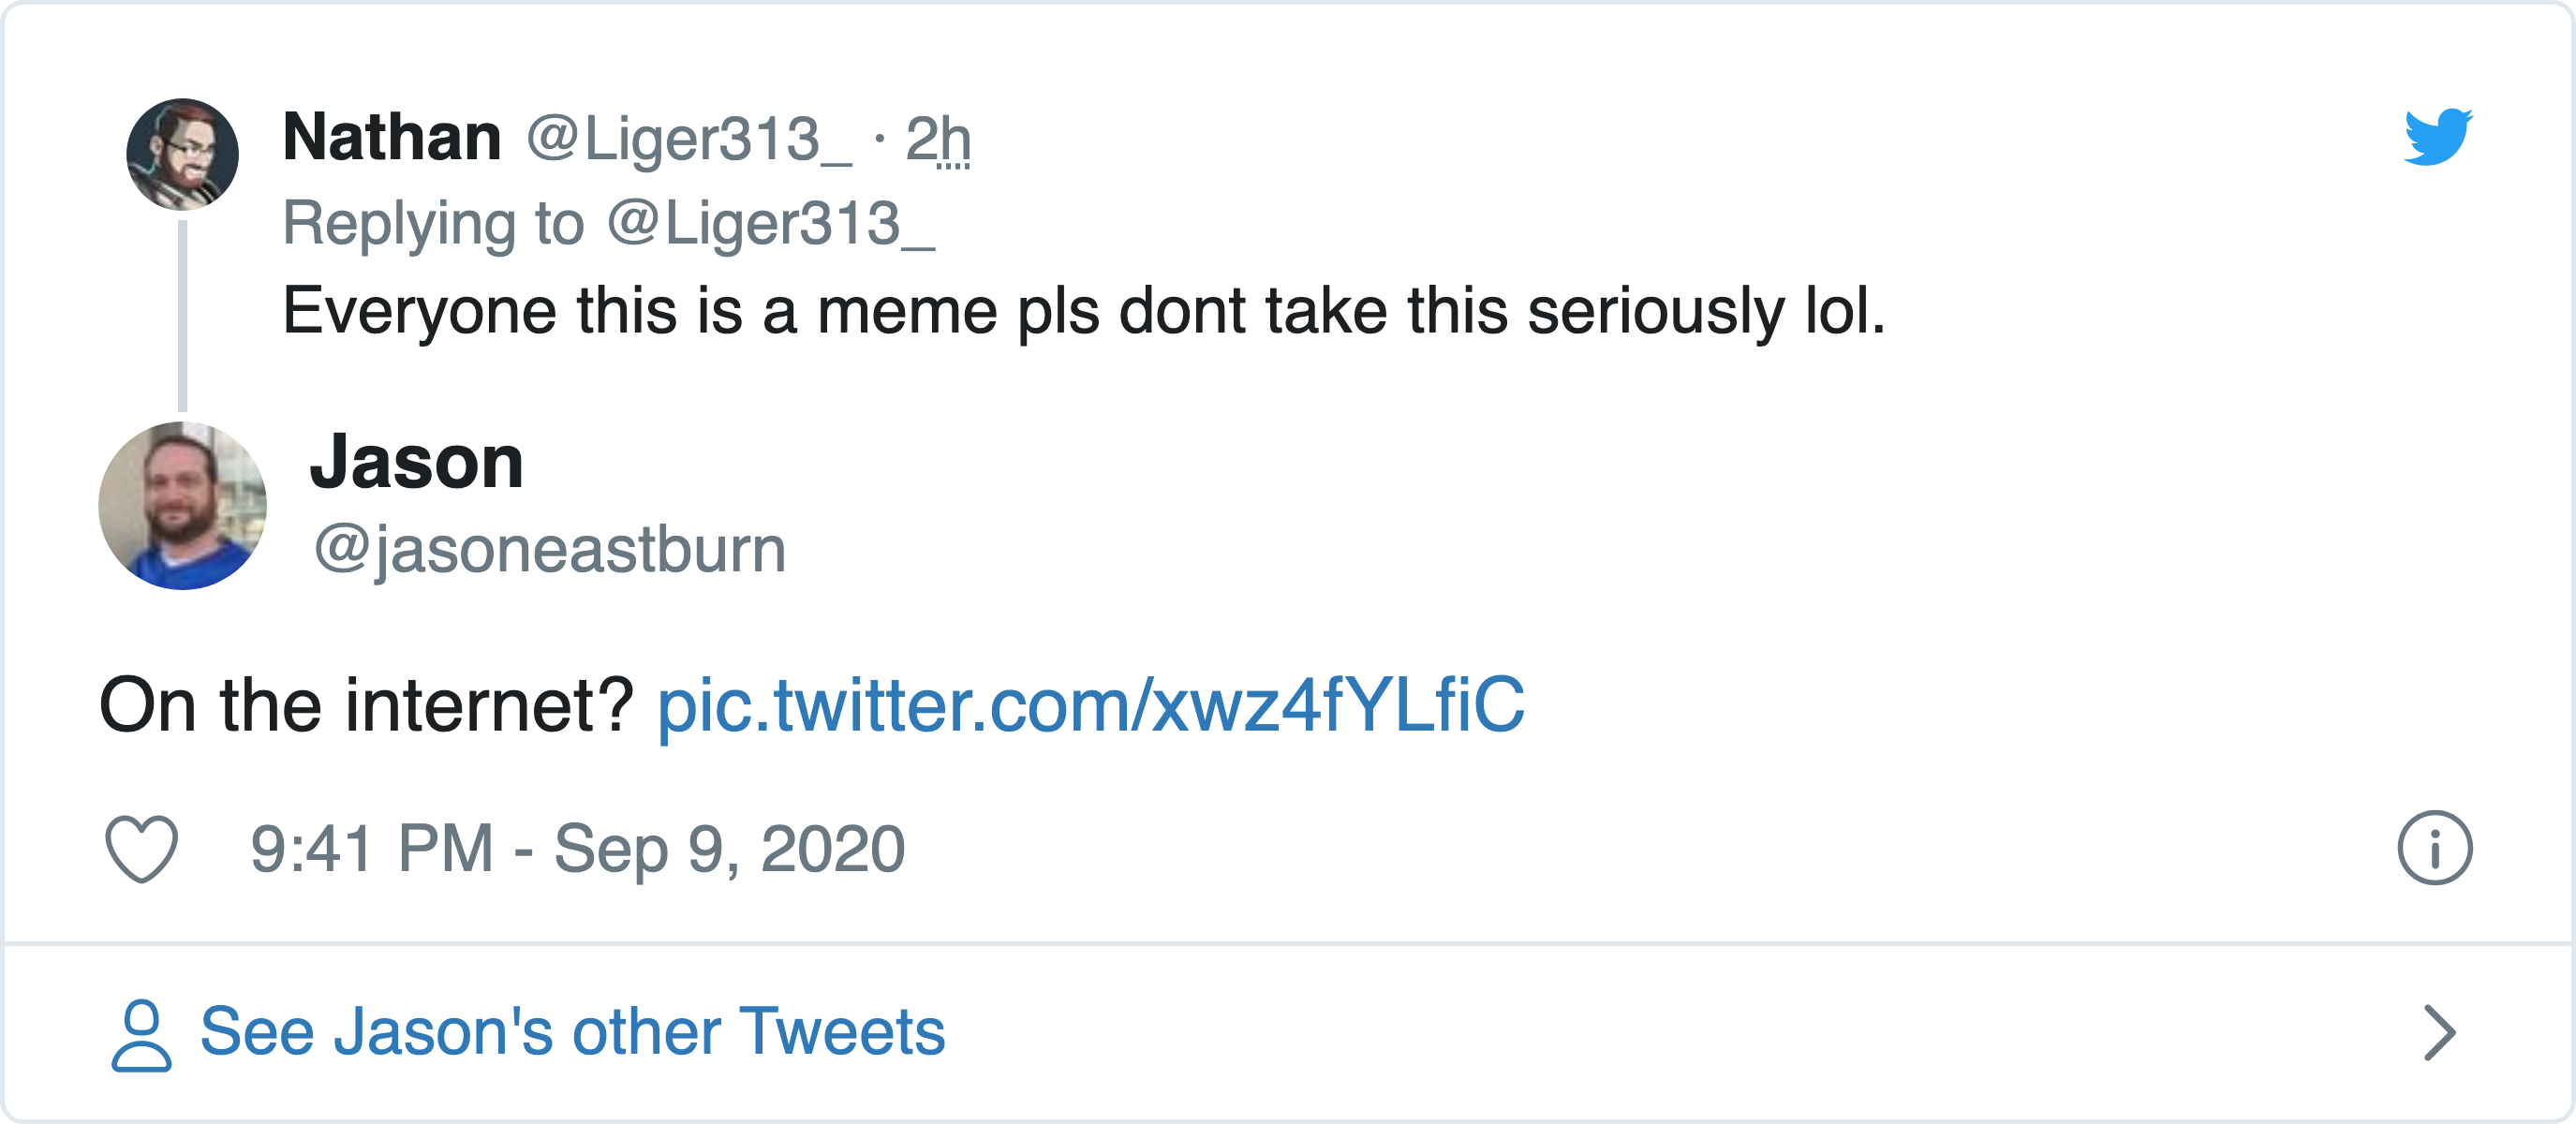 Nathan @Liger313_ · 2h
Replying to @Liger313_
Everyone this is a meme pls dont take this seriously lol.
Jason
@jasoneastburn
On the internet? pic.twitter.com/xwz4fYLfiC
9:41 PM - Sep 9, 2020
See Jason's other Tweets